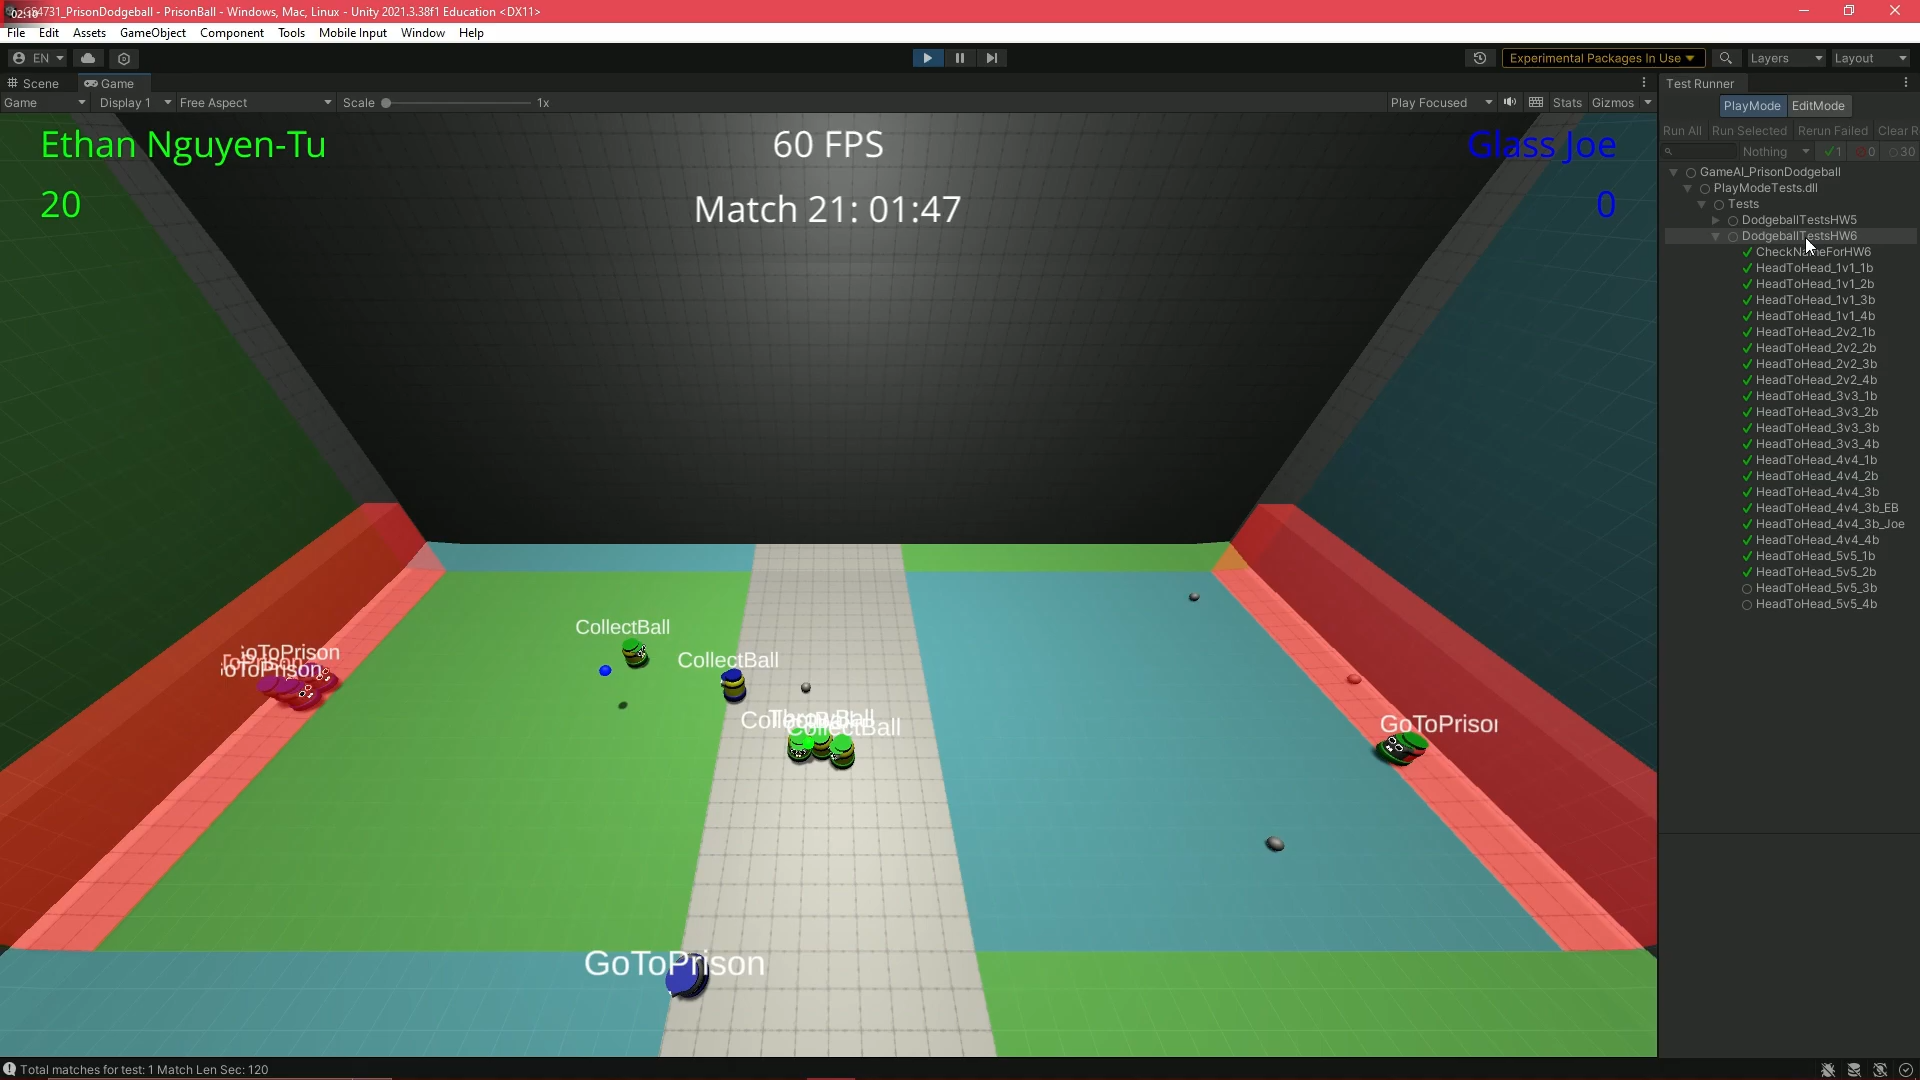 PrisonDodgeball - PrisonBall - Windows, Mac, Linux - Unity 2021.3.38f1 Education <DX11>
File Edit Assets GameObject Component Tools Mobile Input Window Help
EN Experimental Packages In Use Layers Layout
Scene Game
Game Display 1 Free Aspect Scale 1x Play Focused Stats Gizmos
Ethan Nguyen-Tu 60 FPS Glass Joe
20 Match 21: 01:47 0
CollectBall
CollectBall
GoToPrison
GoToPrison
Total matches for test: 1 Match Len Sec: 120
Test Runner
PlayMode EditMode
Run All Run Selected Rerun Failed Clear R
Nothing 1 0 30
GameAI_PrisonDodgeball
PlayModeTests.dll
Tests
DodgeballTestsHW5
DodgeballTestsHW6
CheckNameForHW6
HeadToHead_1v1_1b
HeadToHead_1v1_2b
HeadToHead_1v1_3b
HeadToHead_1v1_4b
HeadToHead_2v2_1b
HeadToHead_2v2_2b
HeadToHead_2v2_3b
HeadToHead_2v2_4b
HeadToHead_3v3_1b
HeadToHead_3v3_2b
HeadToHead_3v3_3b
HeadToHead_3v3_4b
HeadToHead_4v4_1b
HeadToHead_4v4_2b
HeadToHead_4v4_3b
HeadToHead_4v4_3b_EB
HeadToHead_4v4_3b_Joe
HeadToHead_4v4_4b
HeadToHead_5v5_1b
HeadToHead_5v5_2b
HeadToHead_5v5_3b
HeadToHead_5v5_4b